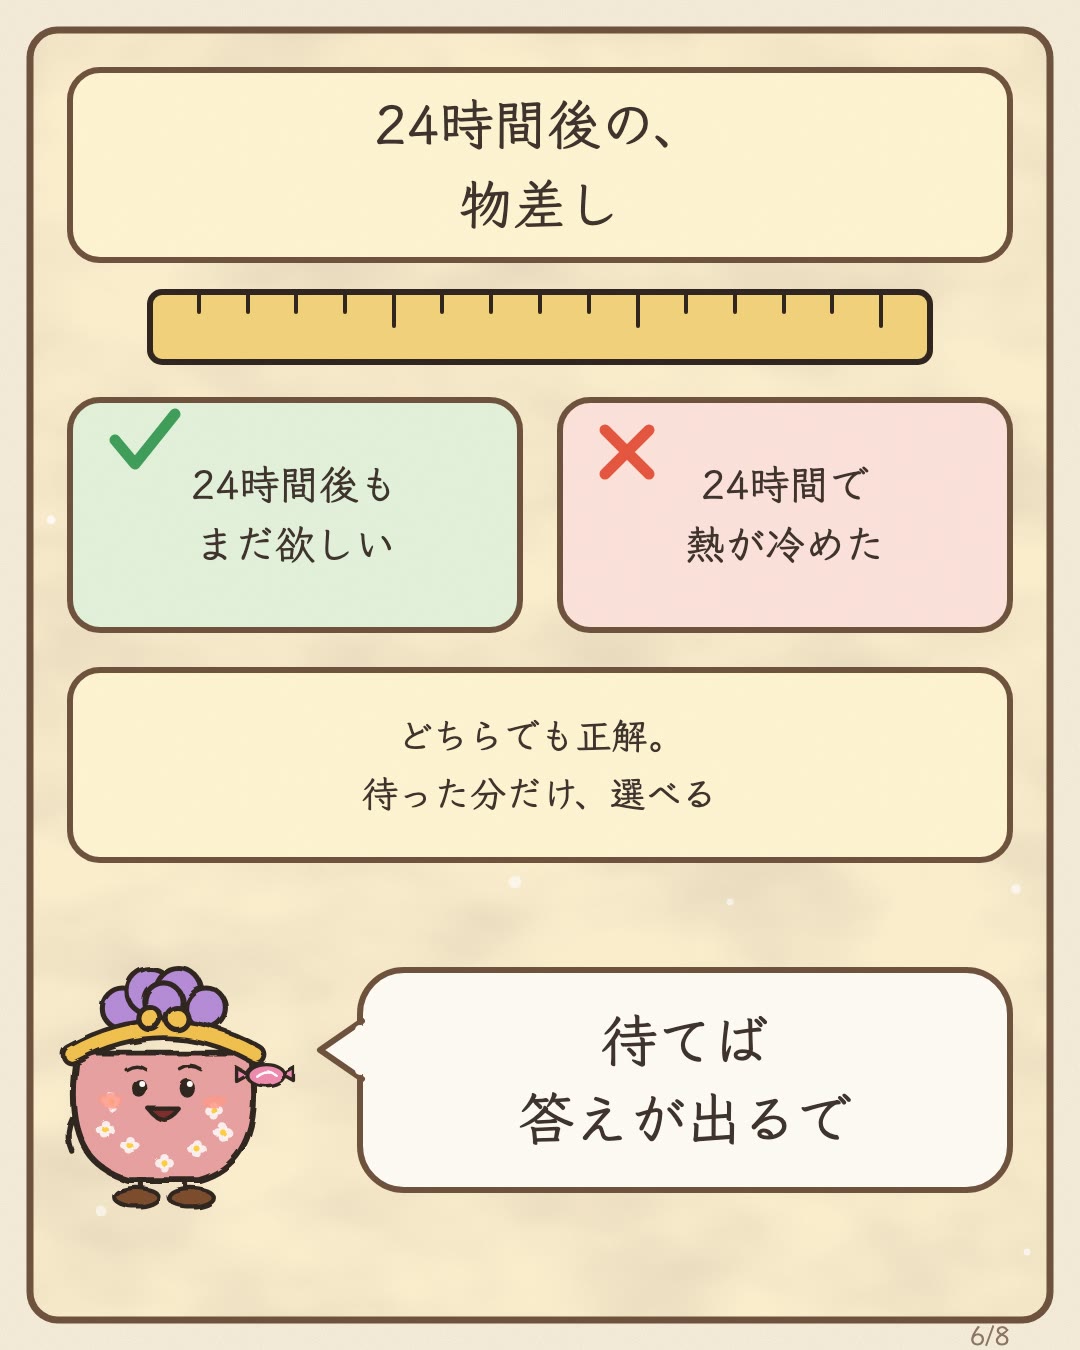 24時間後の、
物差し
24時間後も
まだ欲しい
24時間で
熱が冷めた
どちらでも正解。
待った分だけ、選べる
待てば
答えが出るで
6/8